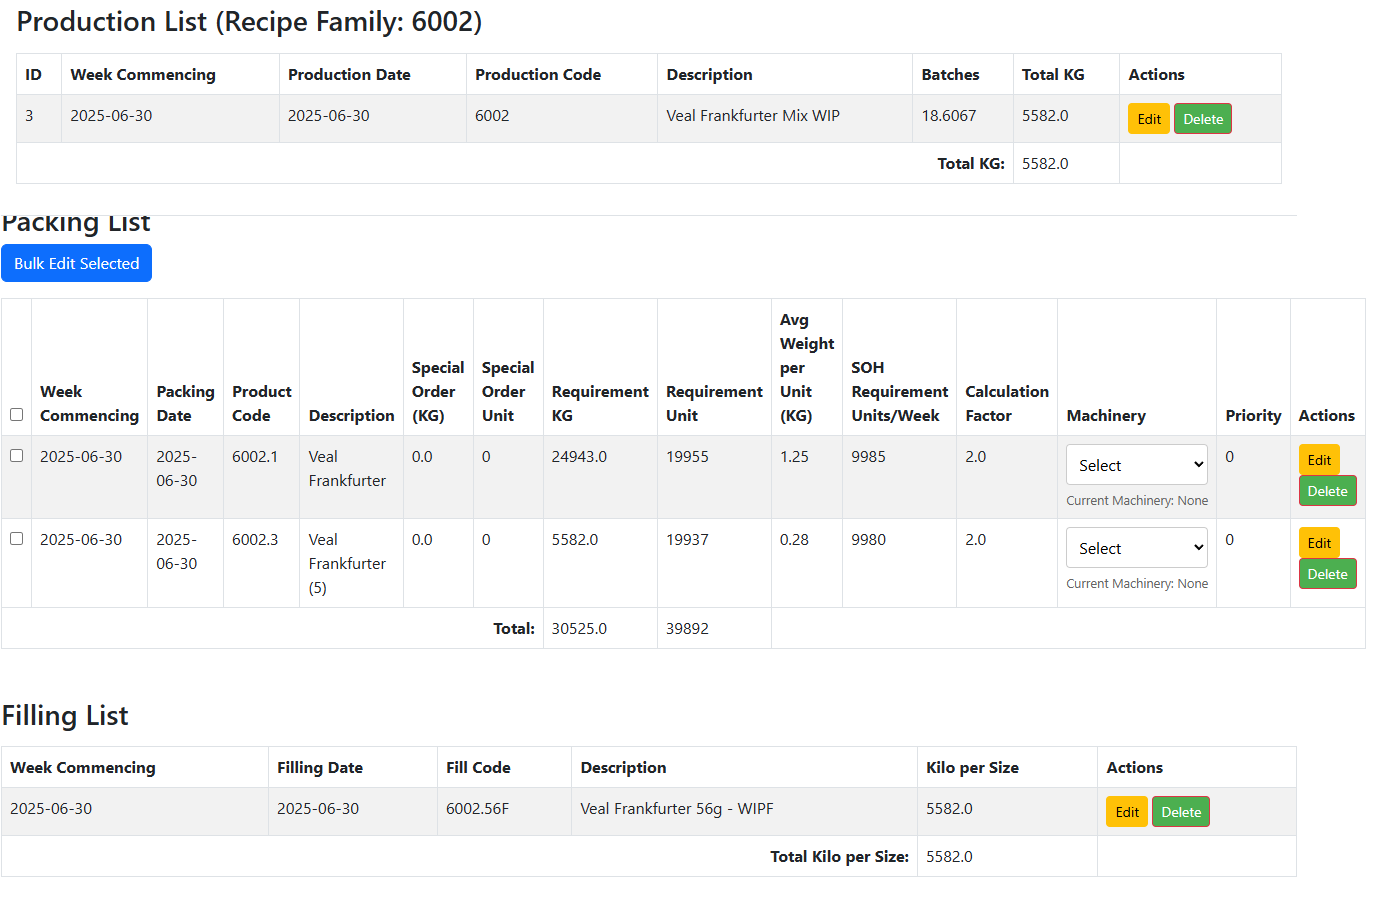 Production List (Recipe Family: 6002)
ID Week Commencing Production Date Production Code Description Batches Total KG Actions
3 2025-06-30 2025-06-30 6002 Veal Frankfurter Mix WIP 18.6067 5582.0 Edit Delete
Total KG: 5582.0
Packing List
Bulk Edit Selected
Week Commencing Packing Date Product Code Description Special Order (KG) Special Order Unit Requirement KG Requirement Unit Avg Weight per Unit (KG) SOH Requirement Units/Week Calculation Factor Machinery Priority Actions
2025-06-30 2025-06-30 6002.1 Veal Frankfurter 0.0 0 24943.0 19955 1.25 9985 2.0 Select 0 Edit
Current Machinery: None Delete
2025-06-30 2025-06-30 6002.3 Veal Frankfurter (5) 0.0 0 5582.0 19937 0.28 9980 2.0 Select 0 Edit
Current Machinery: None Delete
Total: 30525.0 39892
Filling List
Week Commencing Filling Date Fill Code Description Kilo per Size Actions
2025-06-30 2025-06-30 6002.56F Veal Frankfurter 56g - WIPF 5582.0 Edit Delete
Total Kilo per Size: 5582.0